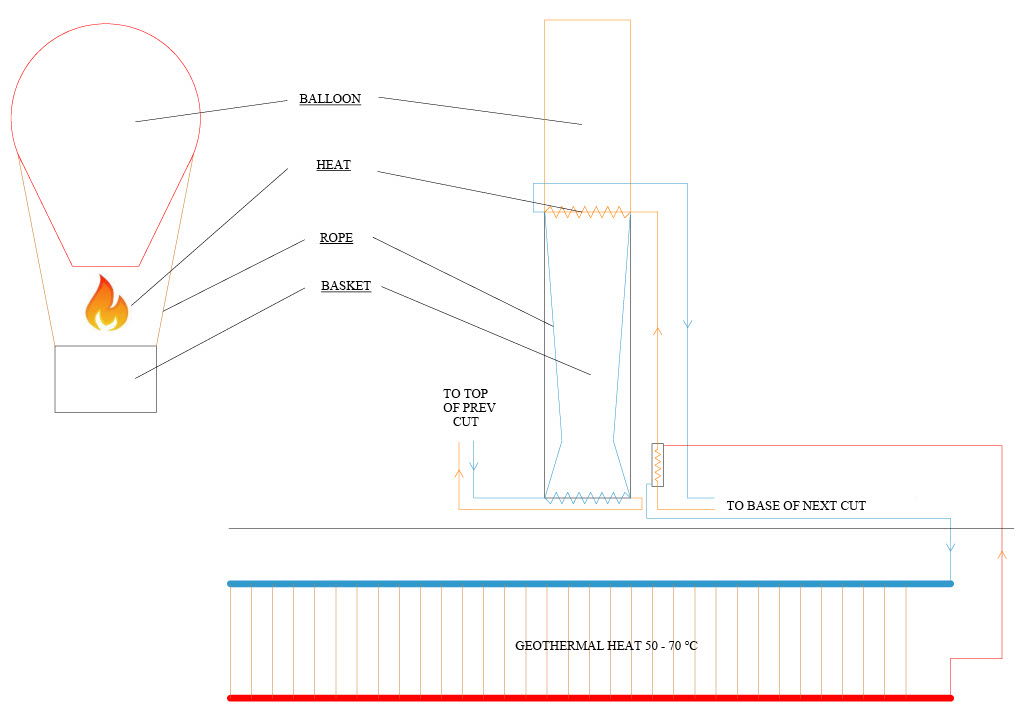 BALLOON
HEAT
ROPE
BASKET
TO TOP
OF PREV
CUT
TO BASE OF NEXT CUT
GEOTHERMAL HEAT 50 - 70 °C